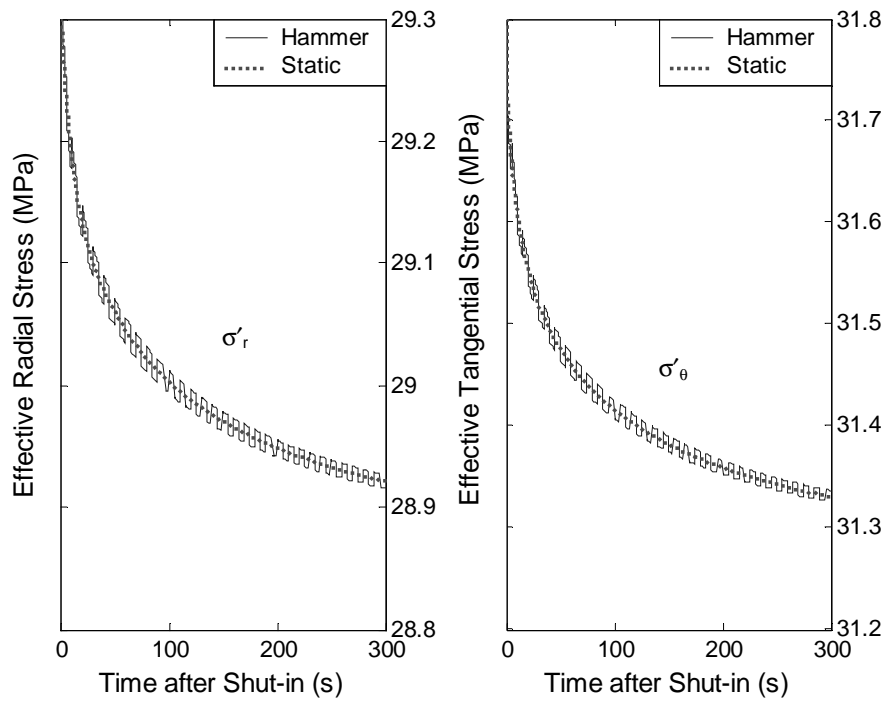 Hammer
Static
Effective Radial Stress (MPa)
σ′r
29.3
29.2
29.1
29
28.9
28.8
0
100
200
300
Time after Shut-in (s)
Hammer
Static
Effective Tangential Stress (MPa)
σ′θ
31.8
31.7
31.6
31.5
31.4
31.3
31.2
0
100
200
300
Time after Shut-in (s)